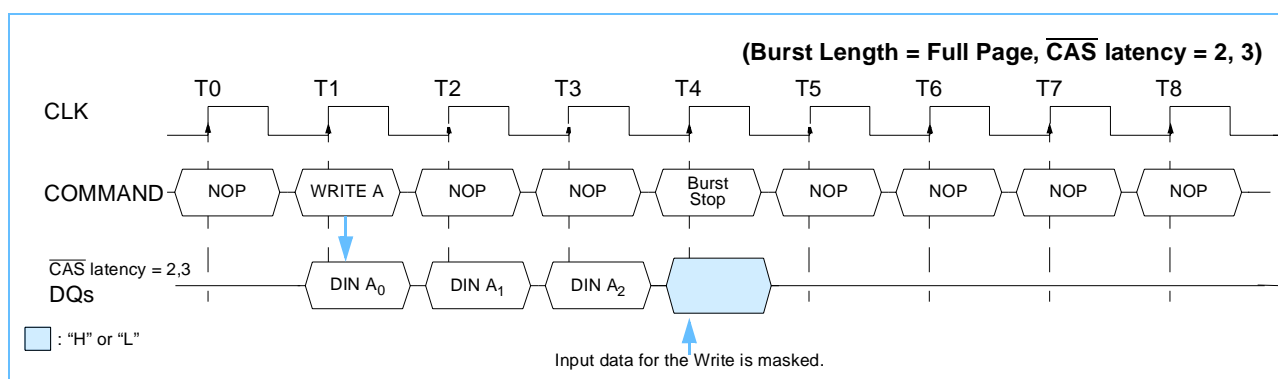 (Burst Length = Full Page, C̅A̅S̅ latency = 2, 3)
T0 T1 T2 T3 T4 T5 T6 T7 T8
CLK
COMMAND NOP WRITE A NOP NOP Burst Stop NOP NOP NOP NOP
C̅A̅S̅ latency = 2,3
DQs DIN A₀ DIN A₁ DIN A₂
: “H” or “L”
Input data for the Write is masked.